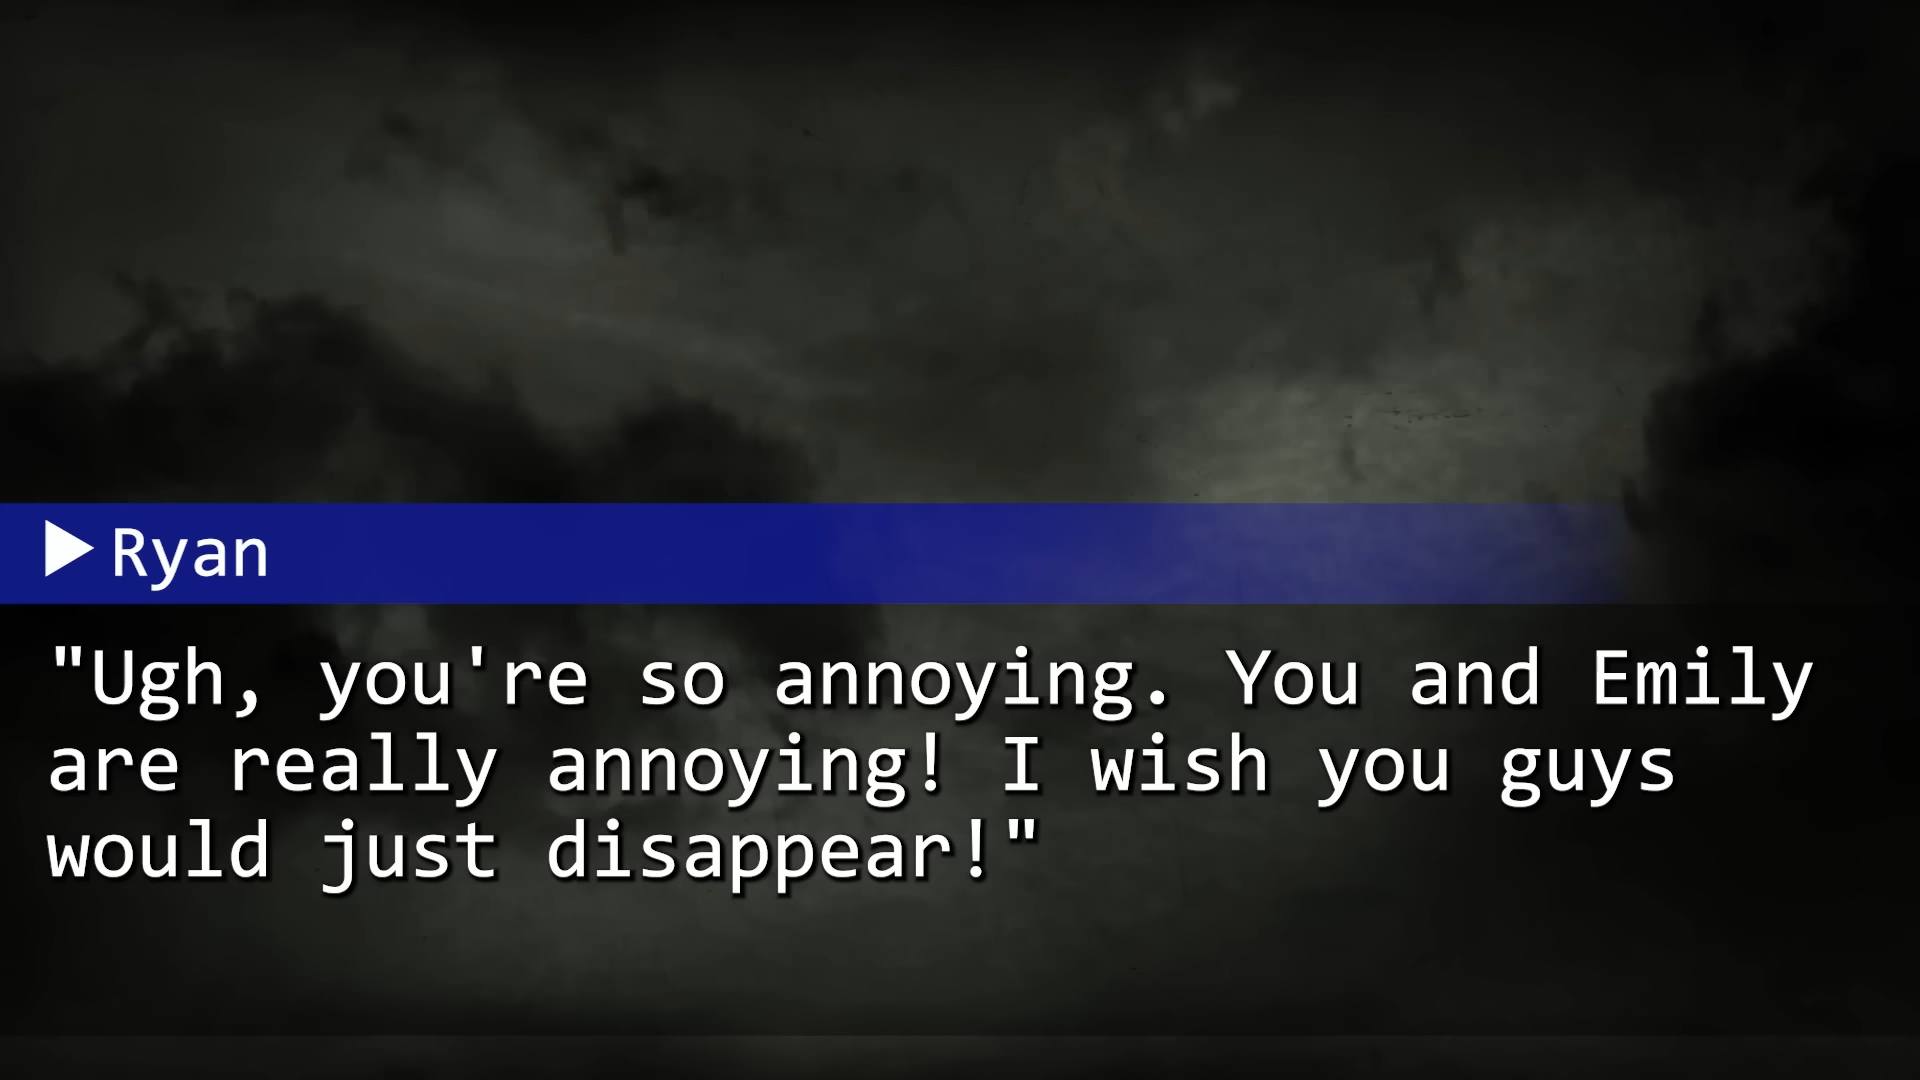 Ryan
"Ugh, you're so annoying. You and Emily
are really annoying! I wish you guys
would just disappear!"